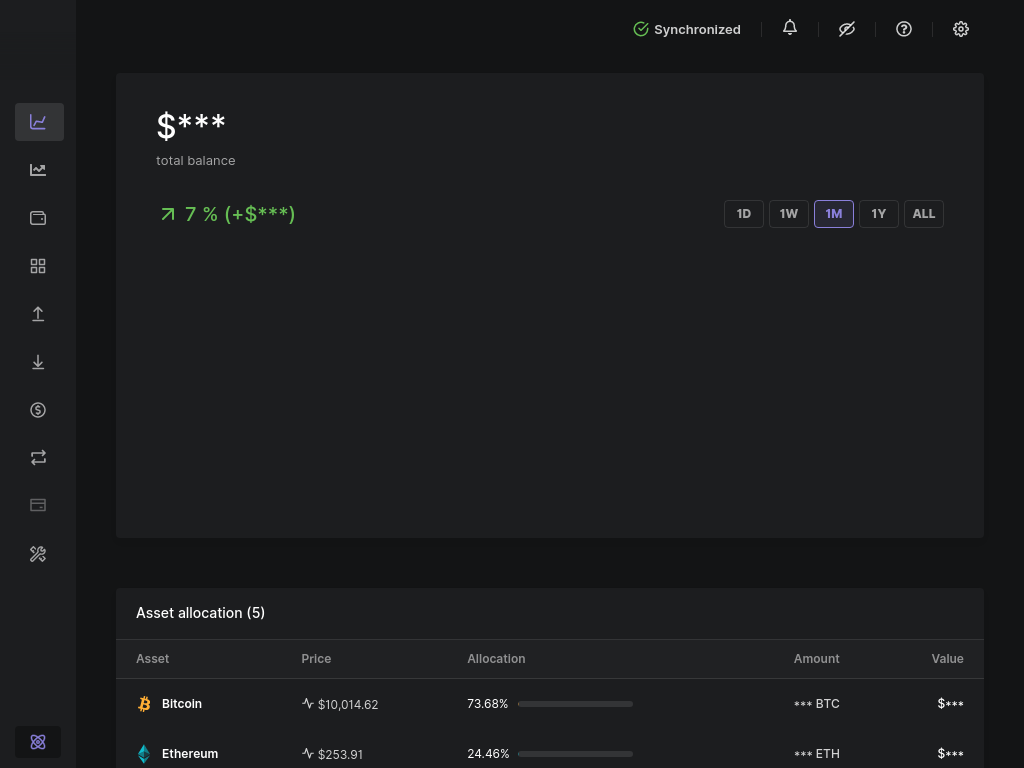 Synchronized
$***
total balance
7 % (+$***)
1D 1W 1M 1Y ALL
Asset allocation (5)
Asset Price Allocation Amount Value
Bitcoin $10,014.62 73.68% *** BTC $***
Ethereum $253.91 24.46% *** ETH $***